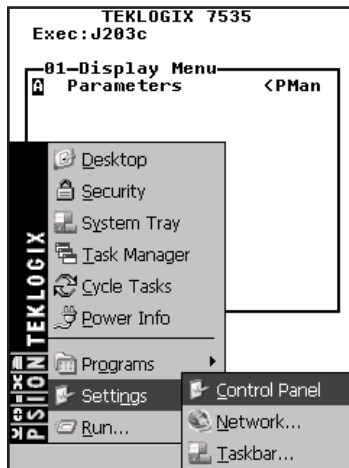 TEKLOGIX 7535
Exec:J203c
01—Display Menu
A Parameters <PMan
Desktop
Security
System Tray
Task Manager
Cycle Tasks
Power Info
Programs
Settings
Run...
Control Panel
Network...
Taskbar...
PSION TEKLOGIX